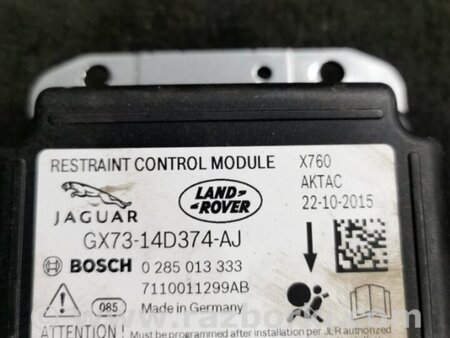 RESTRAINT CONTROL MODULE
X760
AKTAC
22-10-2015
JAGUAR
LAND-
ROVER
GX73-14D374-AJ
BOSCH 0 285 013 333
7110011299AB
085
Made in Germany
ATTENTION ! Must be programmed after installation per JLR authorized